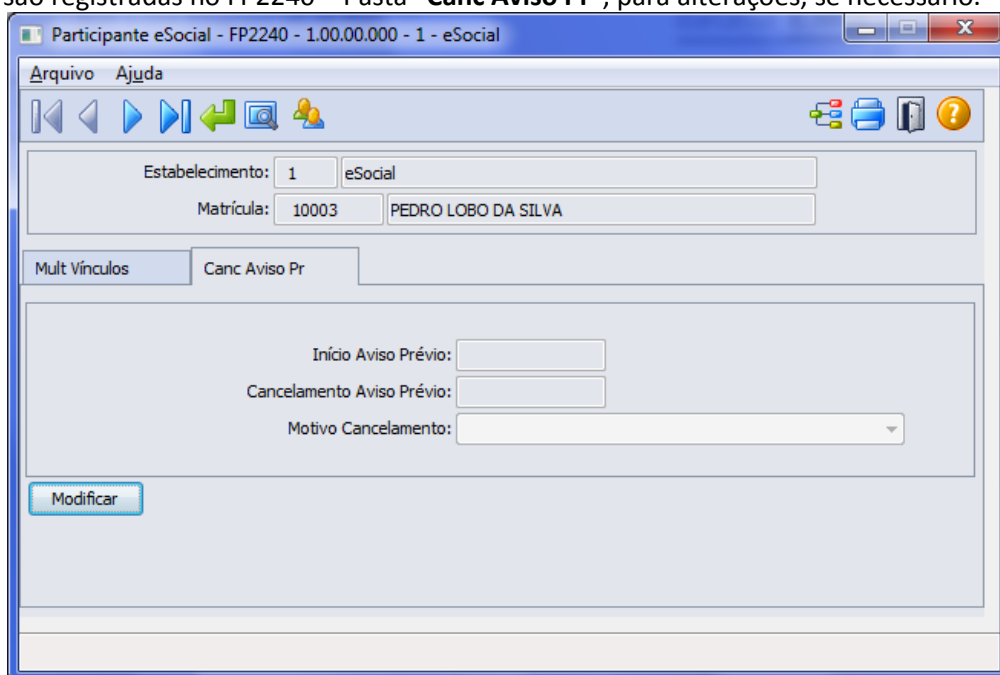 são registradas no FP2240 – Pasta "Canc Aviso Pr", para alterações, se necessário.
Participante eSocial - FP2240 - 1.00.00.000 - 1 - eSocial
Arquivo Ajuda
Estabelecimento: 1 eSocial
Matrícula: 10003 PEDRO LOBO DA SILVA
Mult Vínculos Canc Aviso Pr
Início Aviso Prévio:
Cancelamento Aviso Prévio:
Motivo Cancelamento:
Modificar